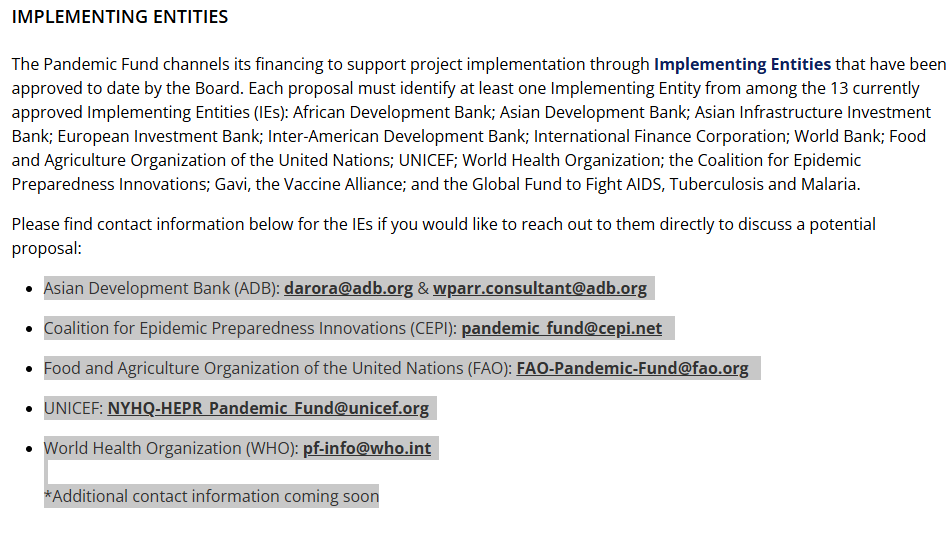 IMPLEMENTING ENTITIES
The Pandemic Fund channels its financing to support project implementation through Implementing Entities that have been
approved to date by the Board. Each proposal must identify at least one Implementing Entity from among the 13 currently
approved Implementing Entities (IEs): African Development Bank; Asian Development Bank; Asian Infrastructure Investment
Bank; European Investment Bank; Inter-American Development Bank; International Finance Corporation; World Bank; Food
and Agriculture Organization of the United Nations; UNICEF; World Health Organization; the Coalition for Epidemic
Preparedness Innovations; Gavi, the Vaccine Alliance; and the Global Fund to Fight AIDS, Tuberculosis and Malaria.
Please find contact information below for the IEs if you would like to reach out to them directly to discuss a potential
proposal:
• Asian Development Bank (ADB): darora@adb.org & wparr.consultant@adb.org
• Coalition for Epidemic Preparedness Innovations (CEPI): pandemic_fund@cepi.net
• Food and Agriculture Organization of the United Nations (FAO): FAO-Pandemic-Fund@fao.org
• UNICEF: NYHQ-HEPR_Pandemic_Fund@unicef.org
• World Health Organization (WHO): pf-info@who.int
*Additional contact information coming soon